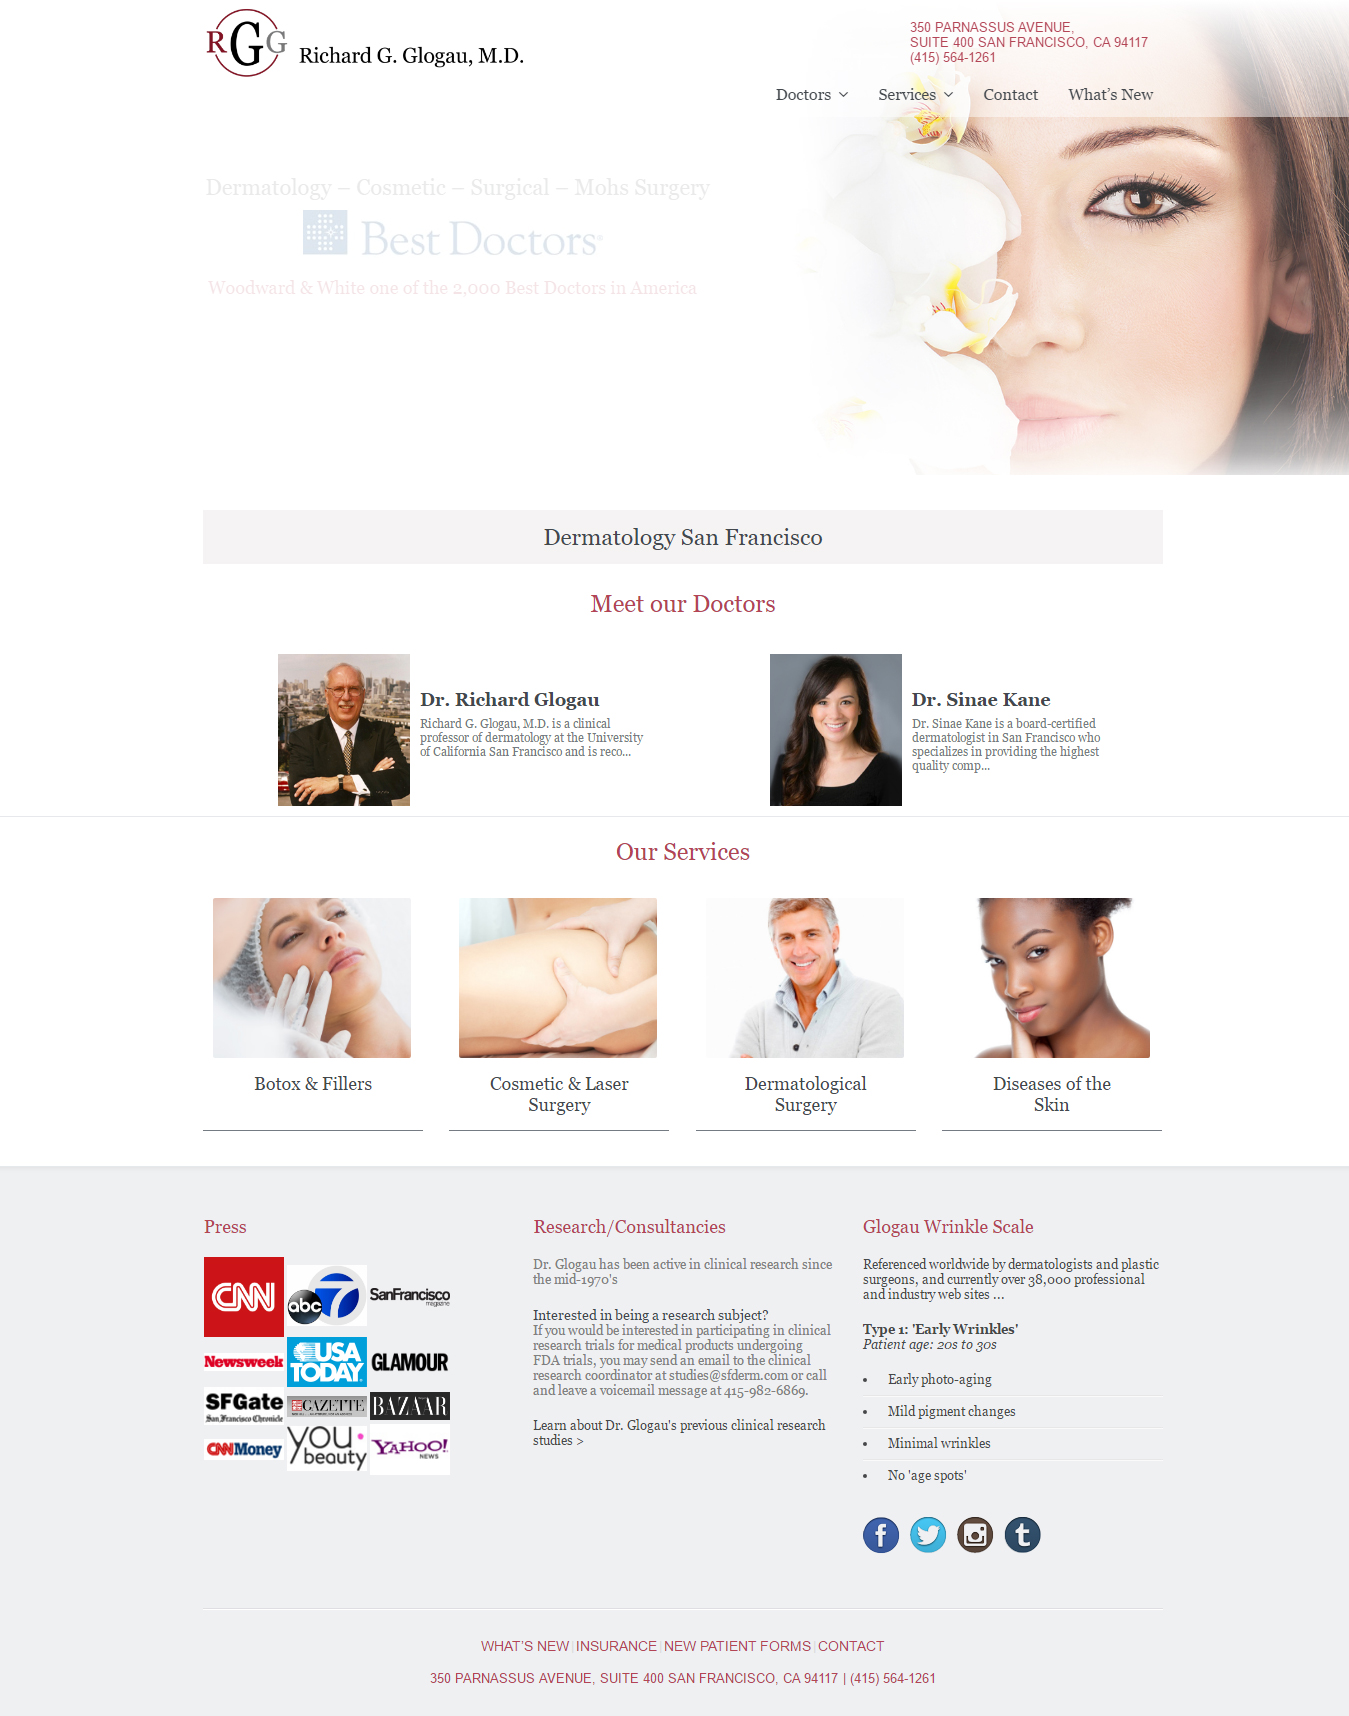 RGG
Richard G. Glogau, M.D.
350 PARNASSUS AVENUE,
SUITE 400 SAN FRANCISCO, CA 94117
(415) 564-1261
Doctors
Services
Contact
What’s New
Dermatology – Cosmetic – Surgical – Mohs Surgery
Best Doctors®
Woodward & White one of the 2,000 Best Doctors in America
Dermatology San Francisco
Meet our Doctors
Dr. Richard Glogau
Richard G. Glogau, M.D. is a clinical
professor of dermatology at the University
of California San Francisco and is reco...
Dr. Sinae Kane
Dr. Sinae Kane is a board-certified
dermatologist in San Francisco who
specializes in providing the highest
quality comp...
Our Services
Botox & Fillers
Cosmetic & Laser
Surgery
Dermatological
Surgery
Diseases of the
Skin
Press
CNN
abc 7
SanFrancisco
magazine
Newsweek
USA
TODAY
GLAMOUR
SFGate
San Francisco Chronicle
GAZETTE
BAZAAR
CNNMoney
you
beauty
YAHOO!
NEWS
Research/Consultancies
Dr. Glogau has been active in clinical research since
the mid-1970's
Interested in being a research subject?
If you would be interested in participating in clinical
research trials for medical products undergoing
FDA trials, you may send an email to the clinical
research coordinator at studies@sfderm.com or call
and leave a voicemail message at 415-982-6869.
Learn about Dr. Glogau's previous clinical research
studies >
Glogau Wrinkle Scale
Referenced worldwide by dermatologists and plastic
surgeons, and currently over 38,000 professional
and industry web sites ...
Type 1: 'Early Wrinkles'
Patient age: 20s to 30s
• Early photo-aging
• Mild pigment changes
• Minimal wrinkles
• No 'age spots'
f
t
WHAT’S NEW | INSURANCE | NEW PATIENT FORMS | CONTACT
350 PARNASSUS AVENUE, SUITE 400 SAN FRANCISCO, CA 94117 | (415) 564-1261